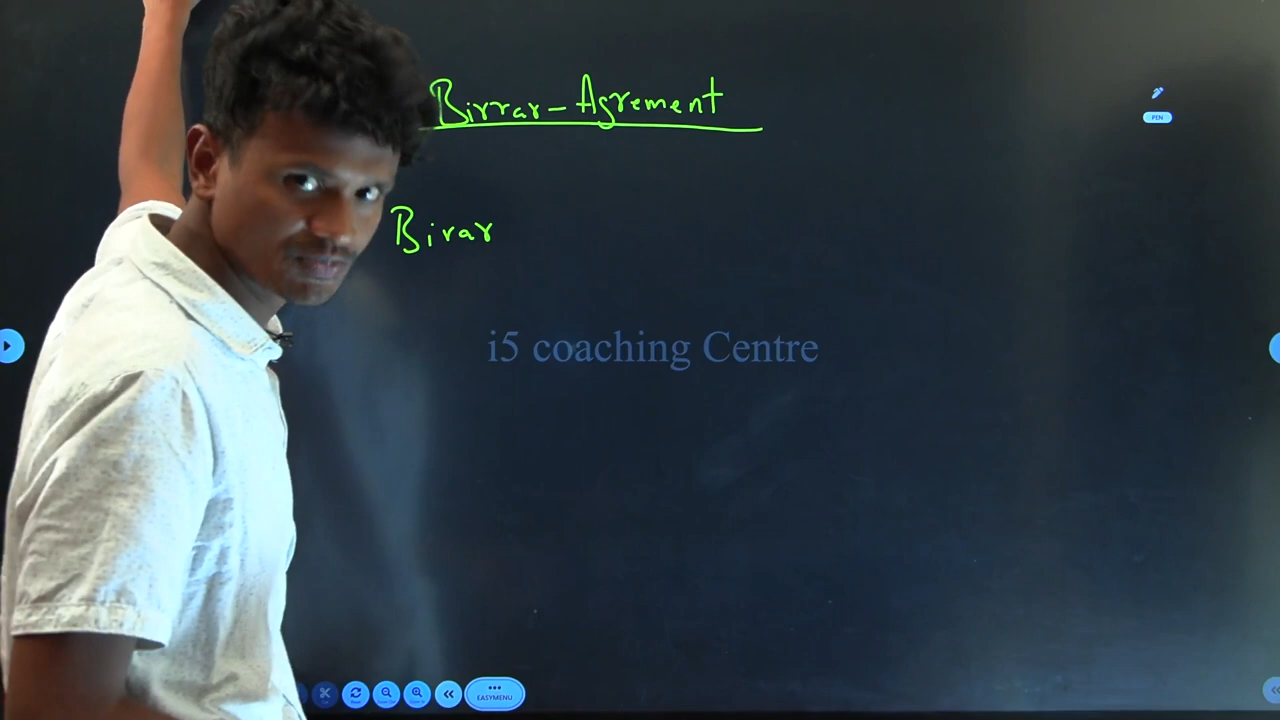 Birrar - Agrement
PEN
Birar
i5 coaching Centre
EASYMENU